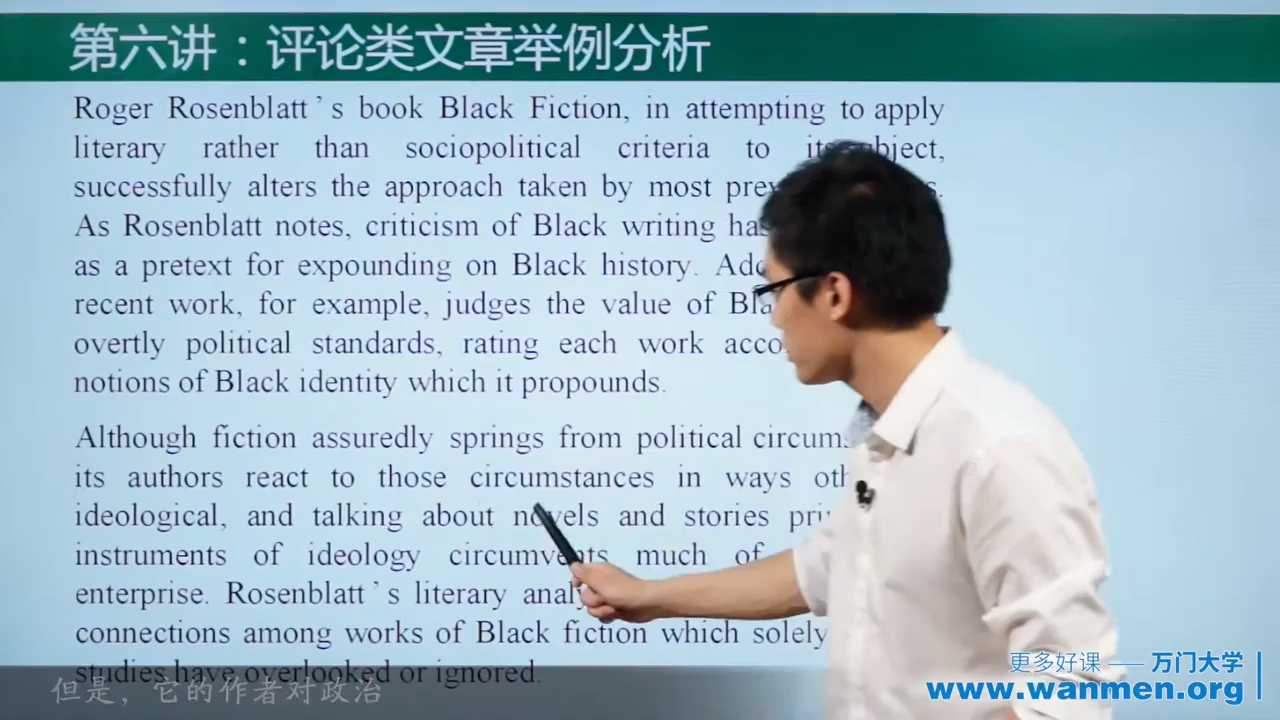 第六讲：评论类文章举例分析
Roger Rosenblatt’s book Black Fiction, in attempting to apply
literary rather than sociopolitical criteria to its subject,
successfully alters the approach taken by most
As Rosenblatt notes, criticism of Black writing has
as a pretext for expounding on Black history.
recent work, for example, judges the value of
overtly political standards, rating each work
notions of Black identity which it propounds.
Although fiction assuredly springs from political
its authors react to those circumstances in ways
ideological, and talking about novels and stories
instruments of ideology circumvents much of
enterprise. Rosenblatt’s literary
connections among works of Black fiction which solely
studies have overlooked or ignored.
但是，它的作者对政治
更多好课 —— 万门大学
www.wanmen.org